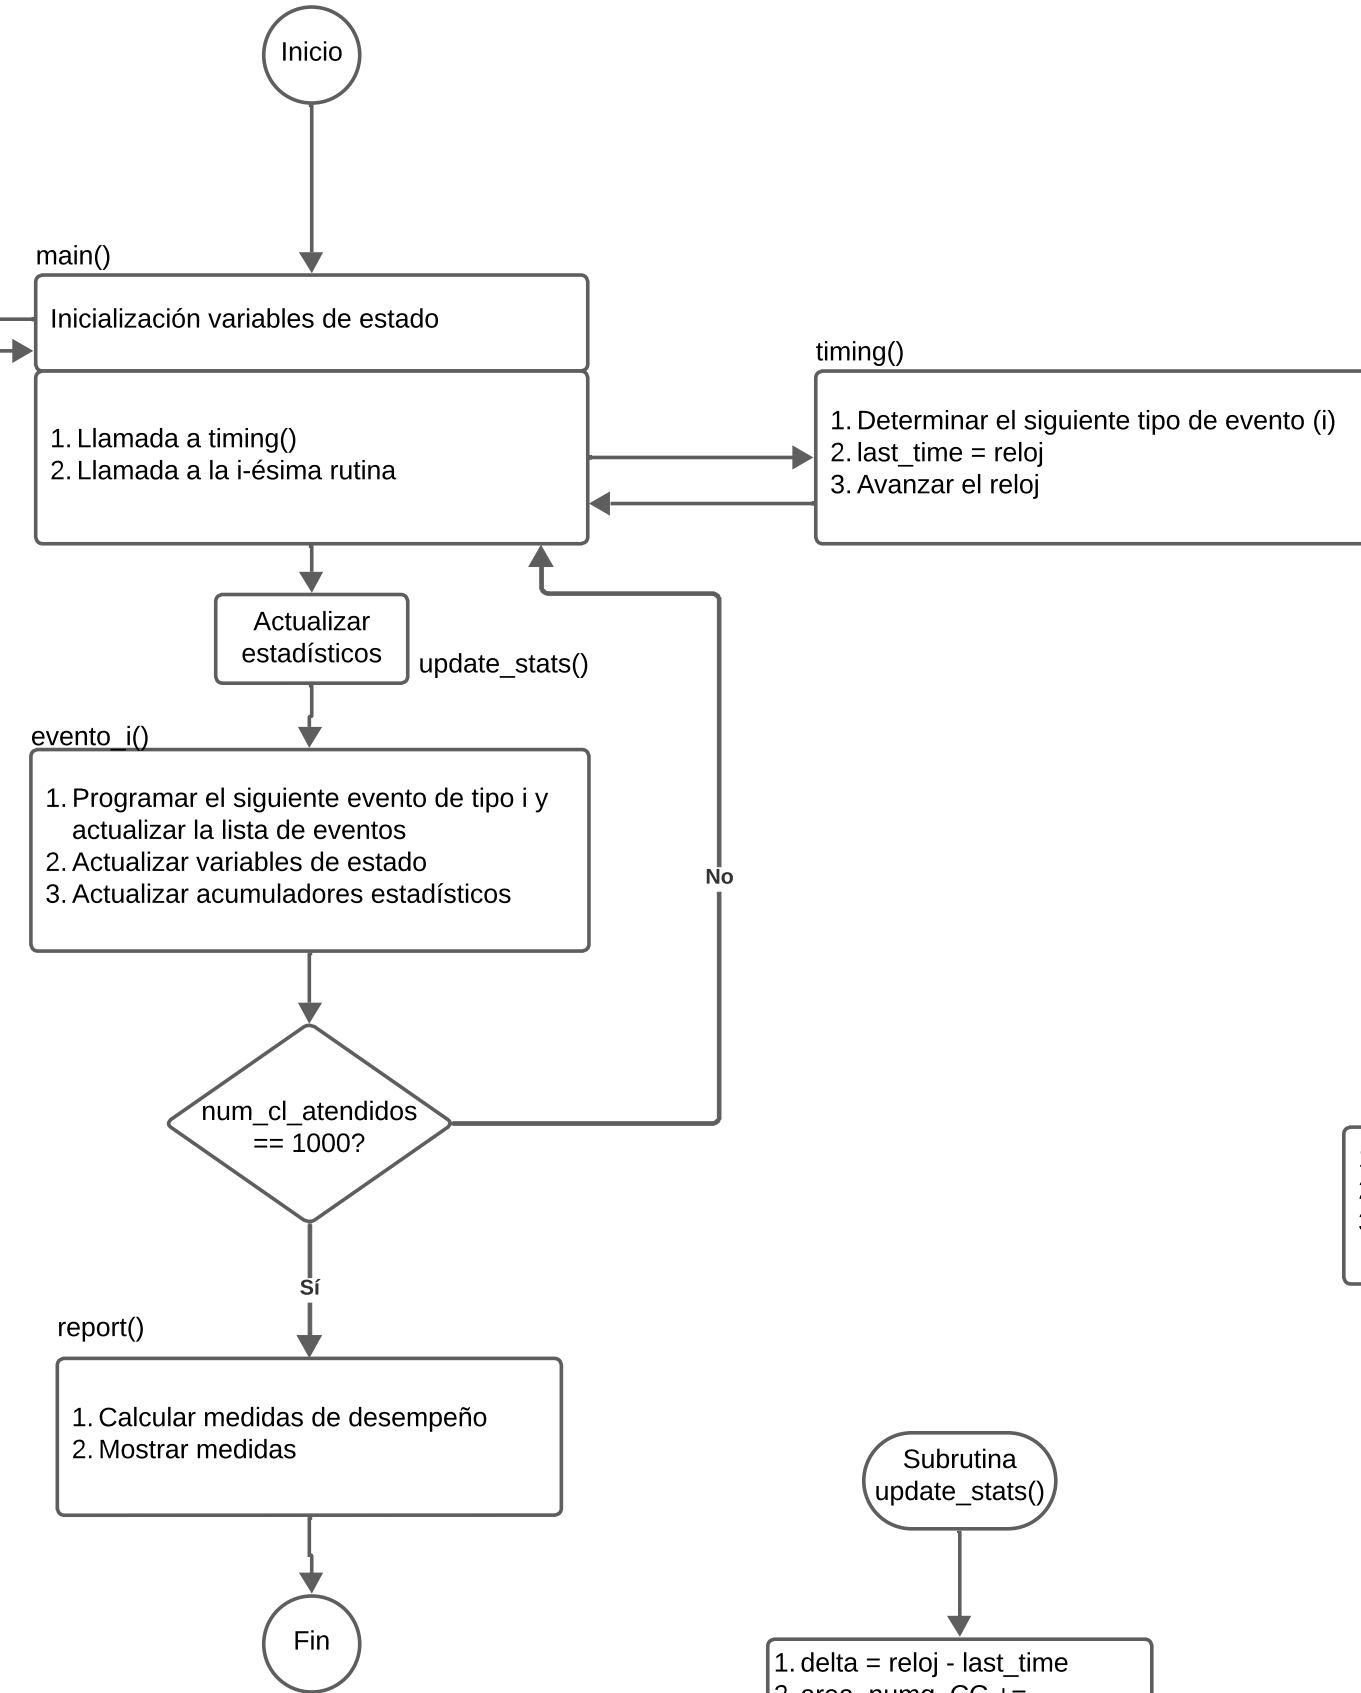 Inicio
main()
Inicialización variables de estado
1. Llamada a timing()
2. Llamada a la i-ésima rutina
timing()
1. Determinar el siguiente tipo de evento (i)
2. last_time = reloj
3. Avanzar el reloj
Actualizar
estadísticos
update_stats()
evento_i()
1. Programar el siguiente evento de tipo i y
actualizar la lista de eventos
2. Actualizar variables de estado
3. Actualizar acumuladores estadísticos
No
num_cl_atendidos
== 1000?
Sí
report()
1. Calcular medidas de desempeño
2. Mostrar medidas
Fin
Subrutina
update_stats()
1. delta = reloj - last_time